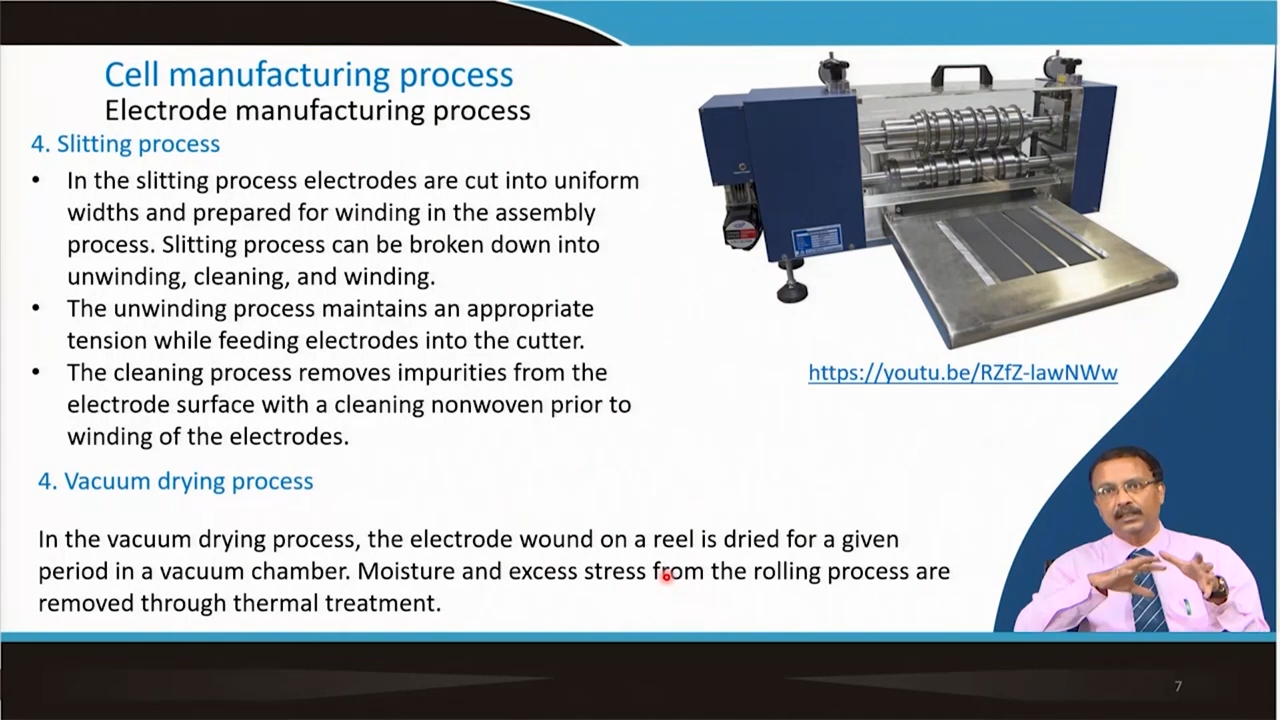 Cell manufacturing process
Electrode manufacturing process
4. Slitting process
• In the slitting process electrodes are cut into uniform
widths and prepared for winding in the assembly
process. Slitting process can be broken down into
unwinding, cleaning, and winding.
• The unwinding process maintains an appropriate
tension while feeding electrodes into the cutter.
• The cleaning process removes impurities from the
electrode surface with a cleaning nonwoven prior to
winding of the electrodes.
https://youtu.be/RZfZ-lawNWw
4. Vacuum drying process
In the vacuum drying process, the electrode wound on a reel is dried for a given
period in a vacuum chamber. Moisture and excess stress from the rolling process are
removed through thermal treatment.
7